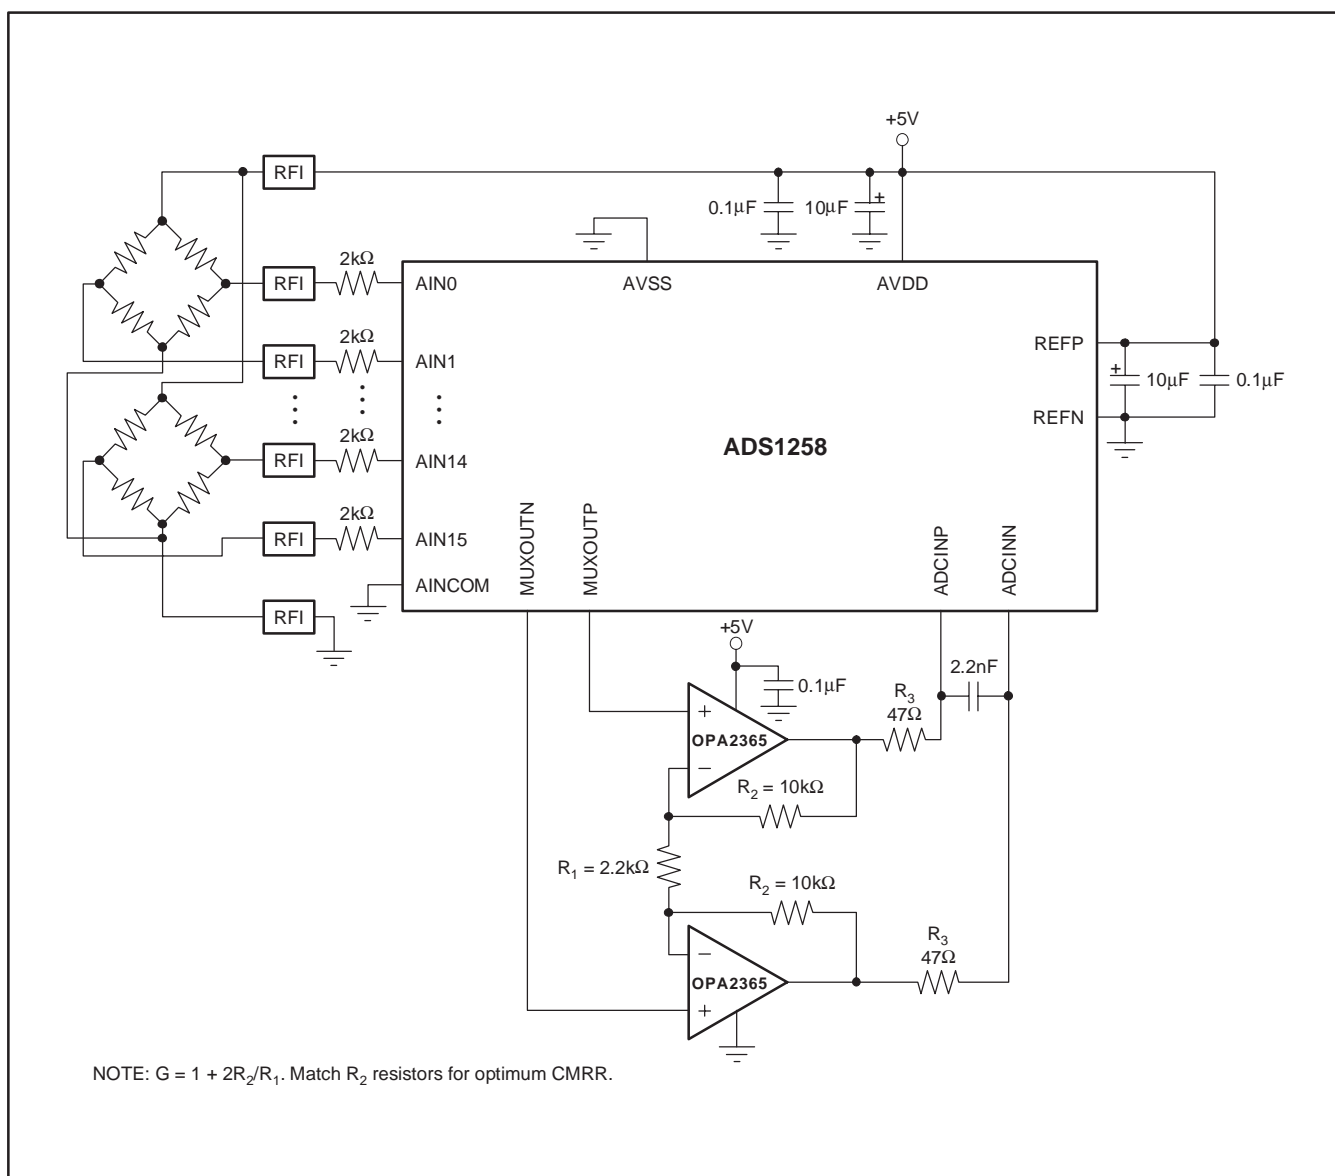 +5V
RFI
0.1μF
10μF
+
2kΩ
RFI
AIN0
AVSS
AVDD
2kΩ
RFI
AIN1
REFP
+
10μF
0.1μF
REFN
2kΩ
RFI
AIN14
ADS1258
2kΩ
RFI
AIN15
MUXOUTN
MUXOUTP
ADCINP
ADCINN
AINCOM
RFI
+5V
0.1μF
2.2nF
R3
47Ω
+
OPA2365
−
R2 = 10kΩ
R1 = 2.2kΩ
R2 = 10kΩ
R3
47Ω
−
OPA2365
+
NOTE: G = 1 + 2R2/R1. Match R2 resistors for optimum CMRR.